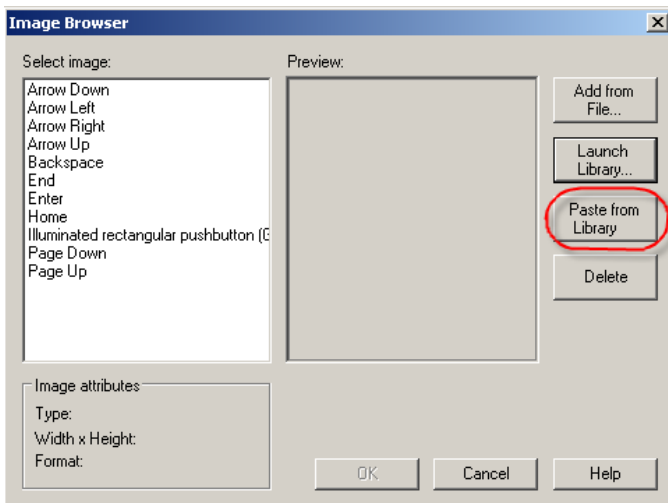 Image Browser
Select image:
Preview:
Arrow Down
Arrow Left
Arrow Right
Arrow Up
Backspace
End
Enter
Home
Illuminated rectangular pushbutton (G
Page Down
Page Up
Add from
File...
Launch
Library...
Paste from
Library
Delete
Image attributes
Type:
Width x Height:
Format:
OK
Cancel
Help